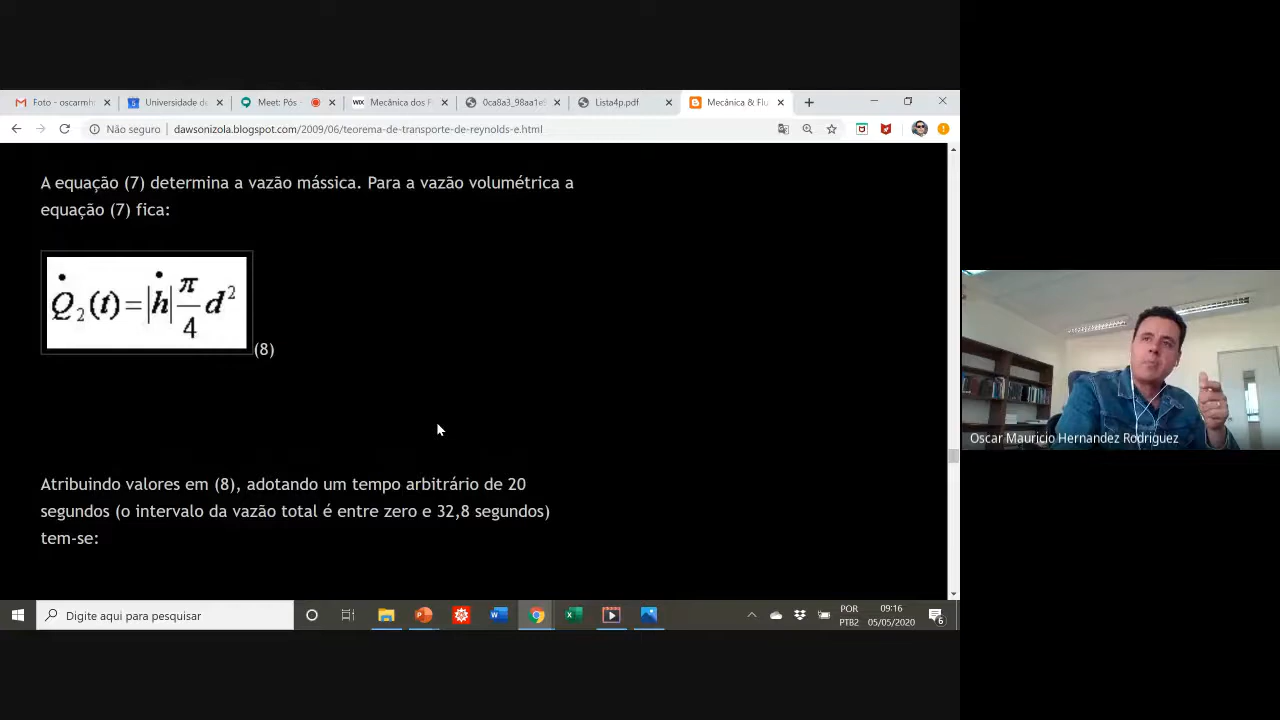 Foto - oscarmh
Universidade de
Meet: Pós
Mecânica dos F
0ca8a3_98aa1e
Lista4p.pdf
Mecânica & Flu
Não seguro
dawsonizola.blogspot.com/2009/06/teorema-de-transporte-de-reynolds-e.html
A equação (7) determina a vazão mássica. Para a vazão volumétrica a
equação (7) fica:
Q̇₂(t)=|ḣ| π/4 d²
(8)
Atribuindo valores em (8), adotando um tempo arbitrário de 20
segundos (o intervalo da vazão total é entre zero e 32,8 segundos)
tem-se:
Oscar Mauricio Hernandez Rodriguez
Digite aqui para pesquisar
POR
PTB2
09:16
05/05/2020
6